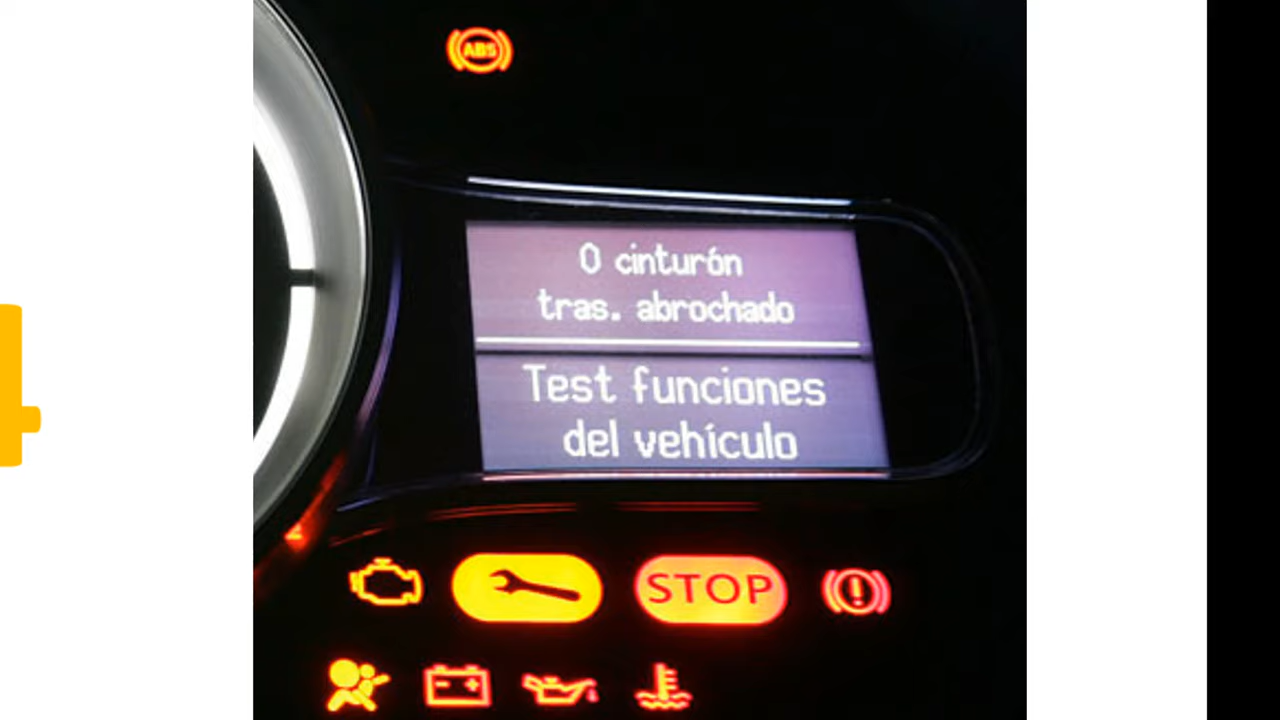 ABS
0 cinturón
tras. abrochado
Test funciones
del vehículo
STOP